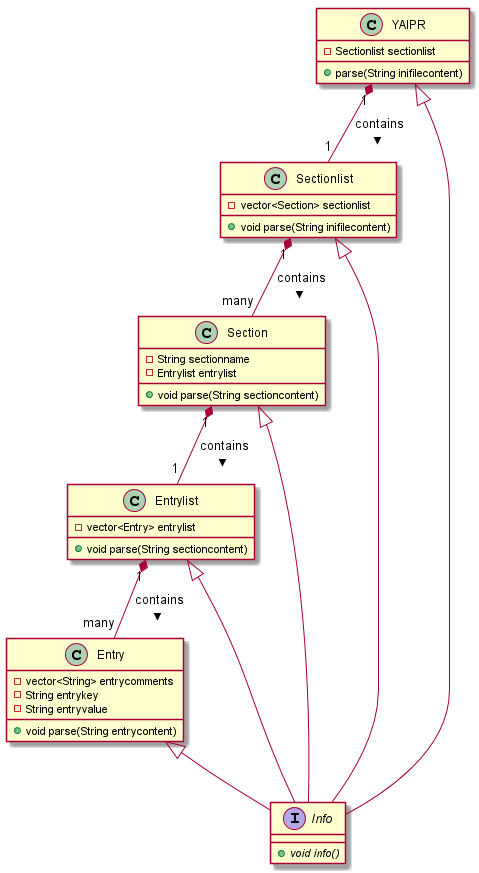 C YAIPR
Sectionlist sectionlist
parse(String inifilecontent)
1
contains
▼
1
C Sectionlist
vector<Section> sectionlist
void parse(String inifilecontent)
1
contains
▼
many
C Section
String sectionname
Entrylist entrylist
void parse(String sectioncontent)
1
contains
▼
1
C Entrylist
vector<Entry> entrylist
void parse(String sectioncontent)
1
contains
▼
many
C Entry
vector<String> entrycomments
String entrykey
String entryvalue
void parse(String entrycontent)
I Info
void info()